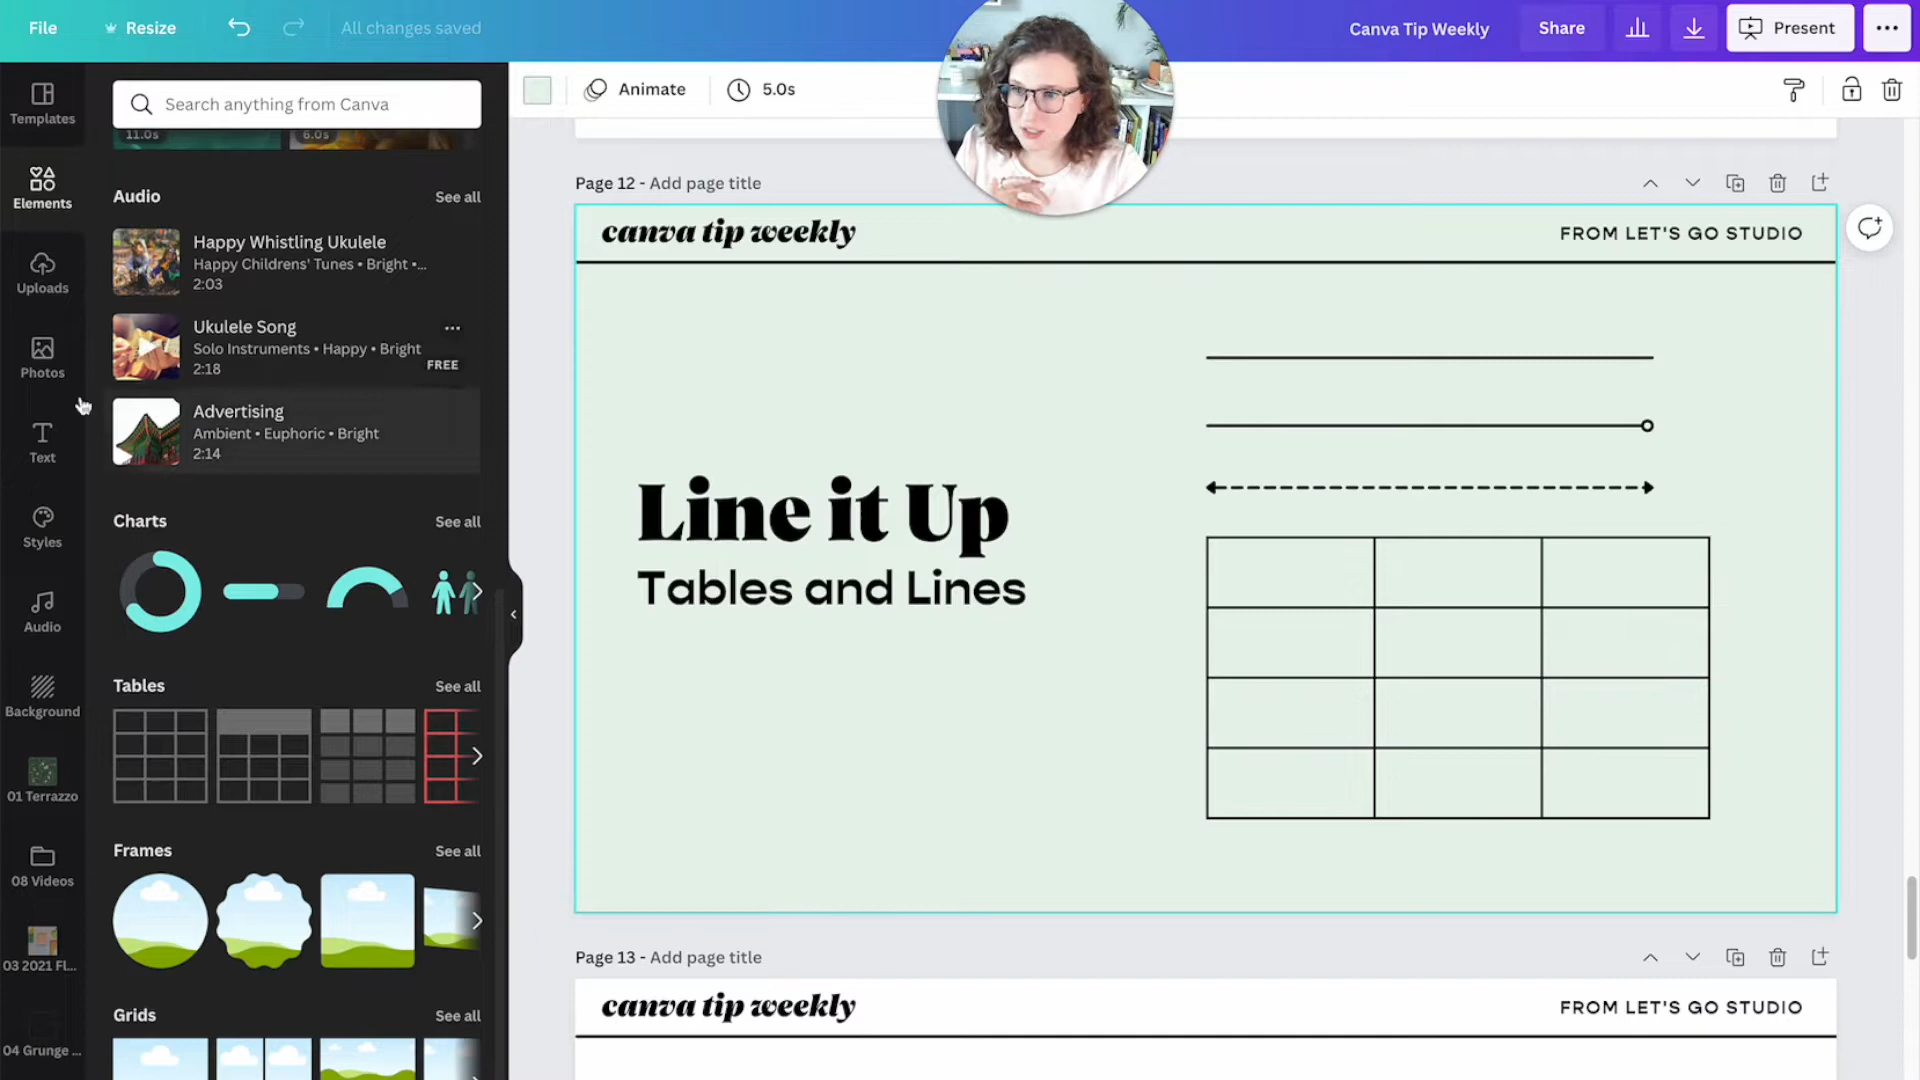 File
Resize
All changes saved
Canva Tip Weekly
Share
Present
Templates
Elements
Uploads
Photos
Text
Styles
Audio
Background
01 Terrazzo
08 Videos
03 2021 Fl...
04 Grunge ...
Search anything from Canva
11.0s
6.0s
Audio
See all
Happy Whistling Ukulele
Happy Childrens' Tunes • Bright •...
2:03
Ukulele Song
Solo Instruments • Happy • Bright
2:18
FREE
Advertising
Ambient • Euphoric • Bright
2:14
Charts
See all
Tables
See all
Frames
See all
Grids
See all
Animate
5.0s
Page 12 - Add page title
canva tip weekly
FROM LET'S GO STUDIO
Line it Up
Tables and Lines
Page 13 - Add page title
canva tip weekly
FROM LET'S GO STUDIO